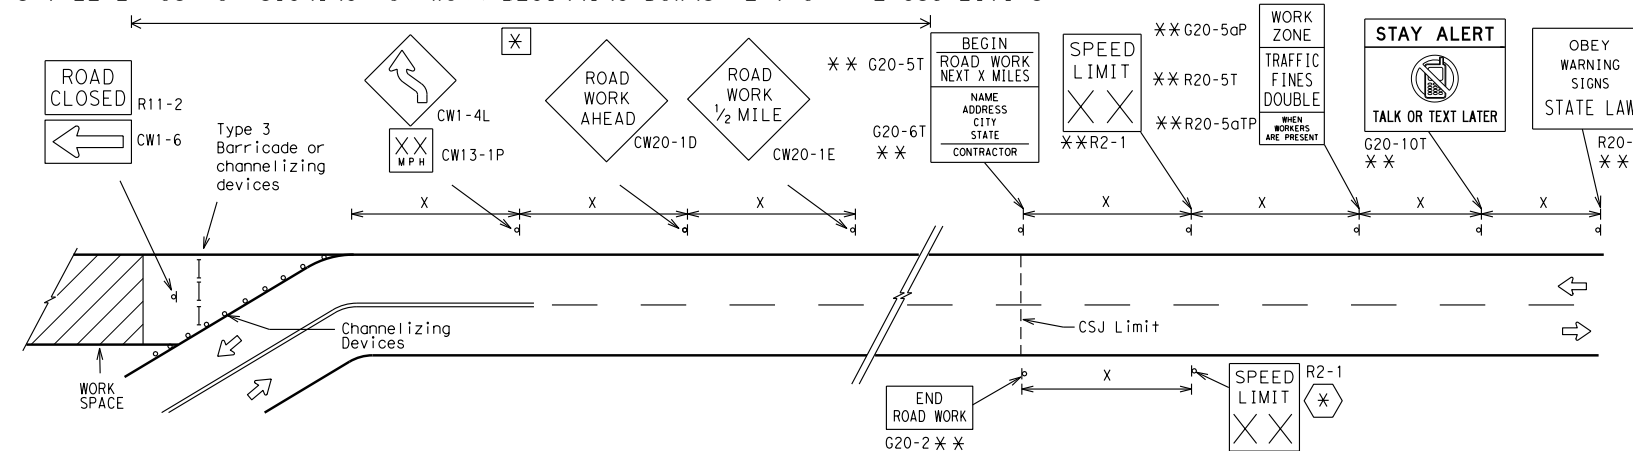 ROAD
CLOSED
R11-2
CW1-6
Type 3
Barricade or
channelizing
devices
CW1-4L
XX
MPH
CW13-1P
*
ROAD
WORK
AHEAD
CW20-1D
ROAD
WORK
1/2 MILE
CW20-1E
** G20-5T
G20-6T
**
BEGIN
ROAD WORK
NEXT X MILES
NAME
ADDRESS
CITY
STATE
CONTRACTOR
SPEED
LIMIT
XX
**R2-1
**G20-5aP
**R20-5T
**R20-5aTP
WORK
ZONE
TRAFFIC
FINES
DOUBLE
WHEN
WORKERS
ARE PRESENT
STAY ALERT
TALK OR TEXT LATER
G20-10T
**
OBEY
WARNING
SIGNS
STATE LAW
R20-
**
X X X X X X X
Channelizing
Devices
CSJ Limit
WORK
SPACE
X
END
ROAD WORK
G20-2 **
SPEED
LIMIT
XX
R2-1
*